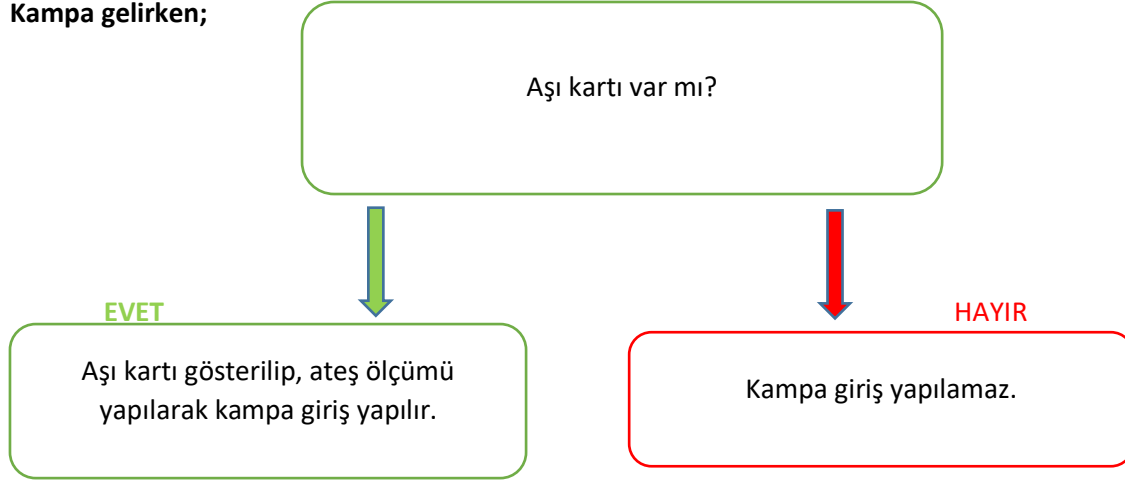 Kampa gelirken;
Aşı kartı var mı?
EVET
HAYIR
Aşı kartı gösterilip, ateş ölçümü
yapılarak kampa giriş yapılır.
Kampa giriş yapılamaz.